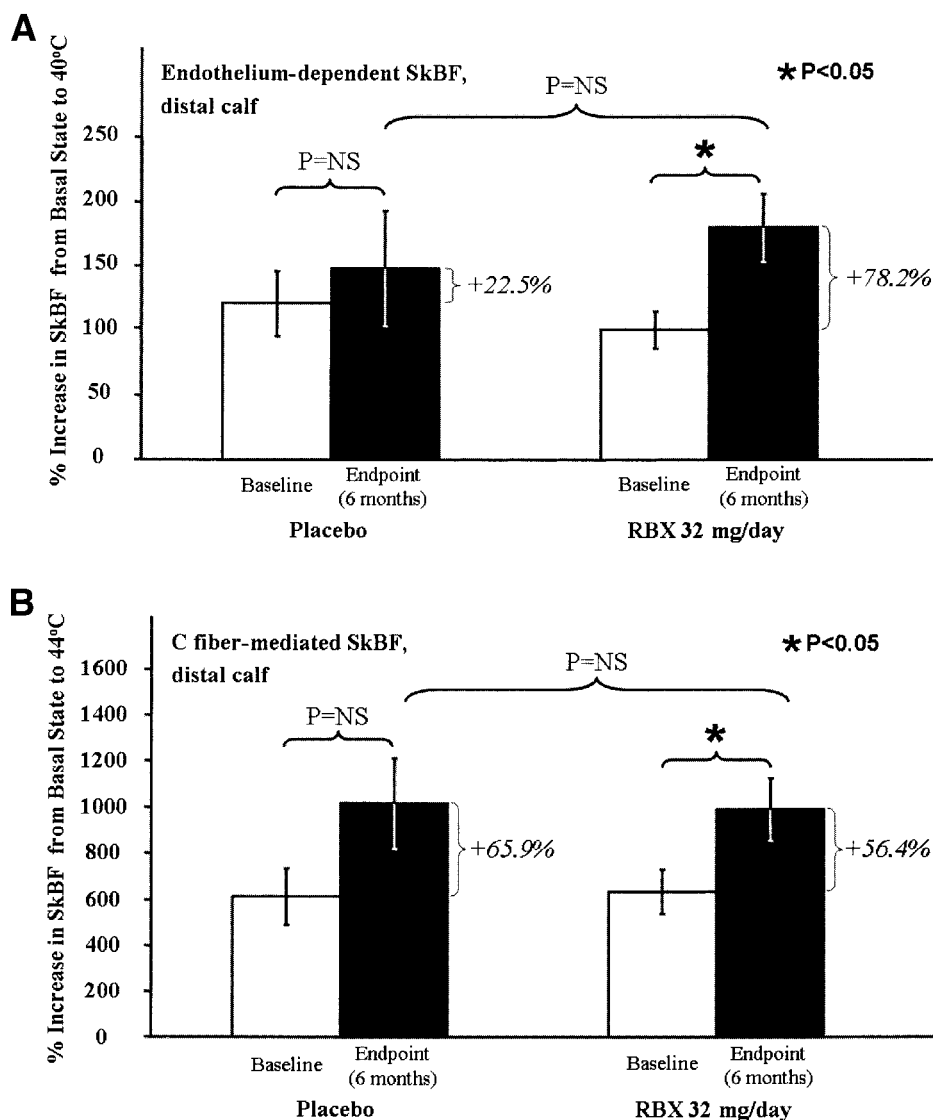 A
% Increase in SkBF from Basal State to 40ºC
Endothelium-dependent SkBF,
distal calf
* P<0.05
P=NS
P=NS
*
250
200
150
100
50
0
+22.5%
+78.2%
Baseline
Endpoint
(6 months)
Baseline
Endpoint
(6 months)
Placebo
RBX 32 mg/day
B
% Increase in SkBF from Basal State to 44ºC
C fiber-mediated SkBF,
distal calf
* P<0.05
P=NS
P=NS
*
1600
1400
1200
1000
800
600
400
200
0
+65.9%
+56.4%
Baseline
Endpoint
(6 months)
Baseline
Endpoint
(6 months)
Placebo
RBX 32 mg/day